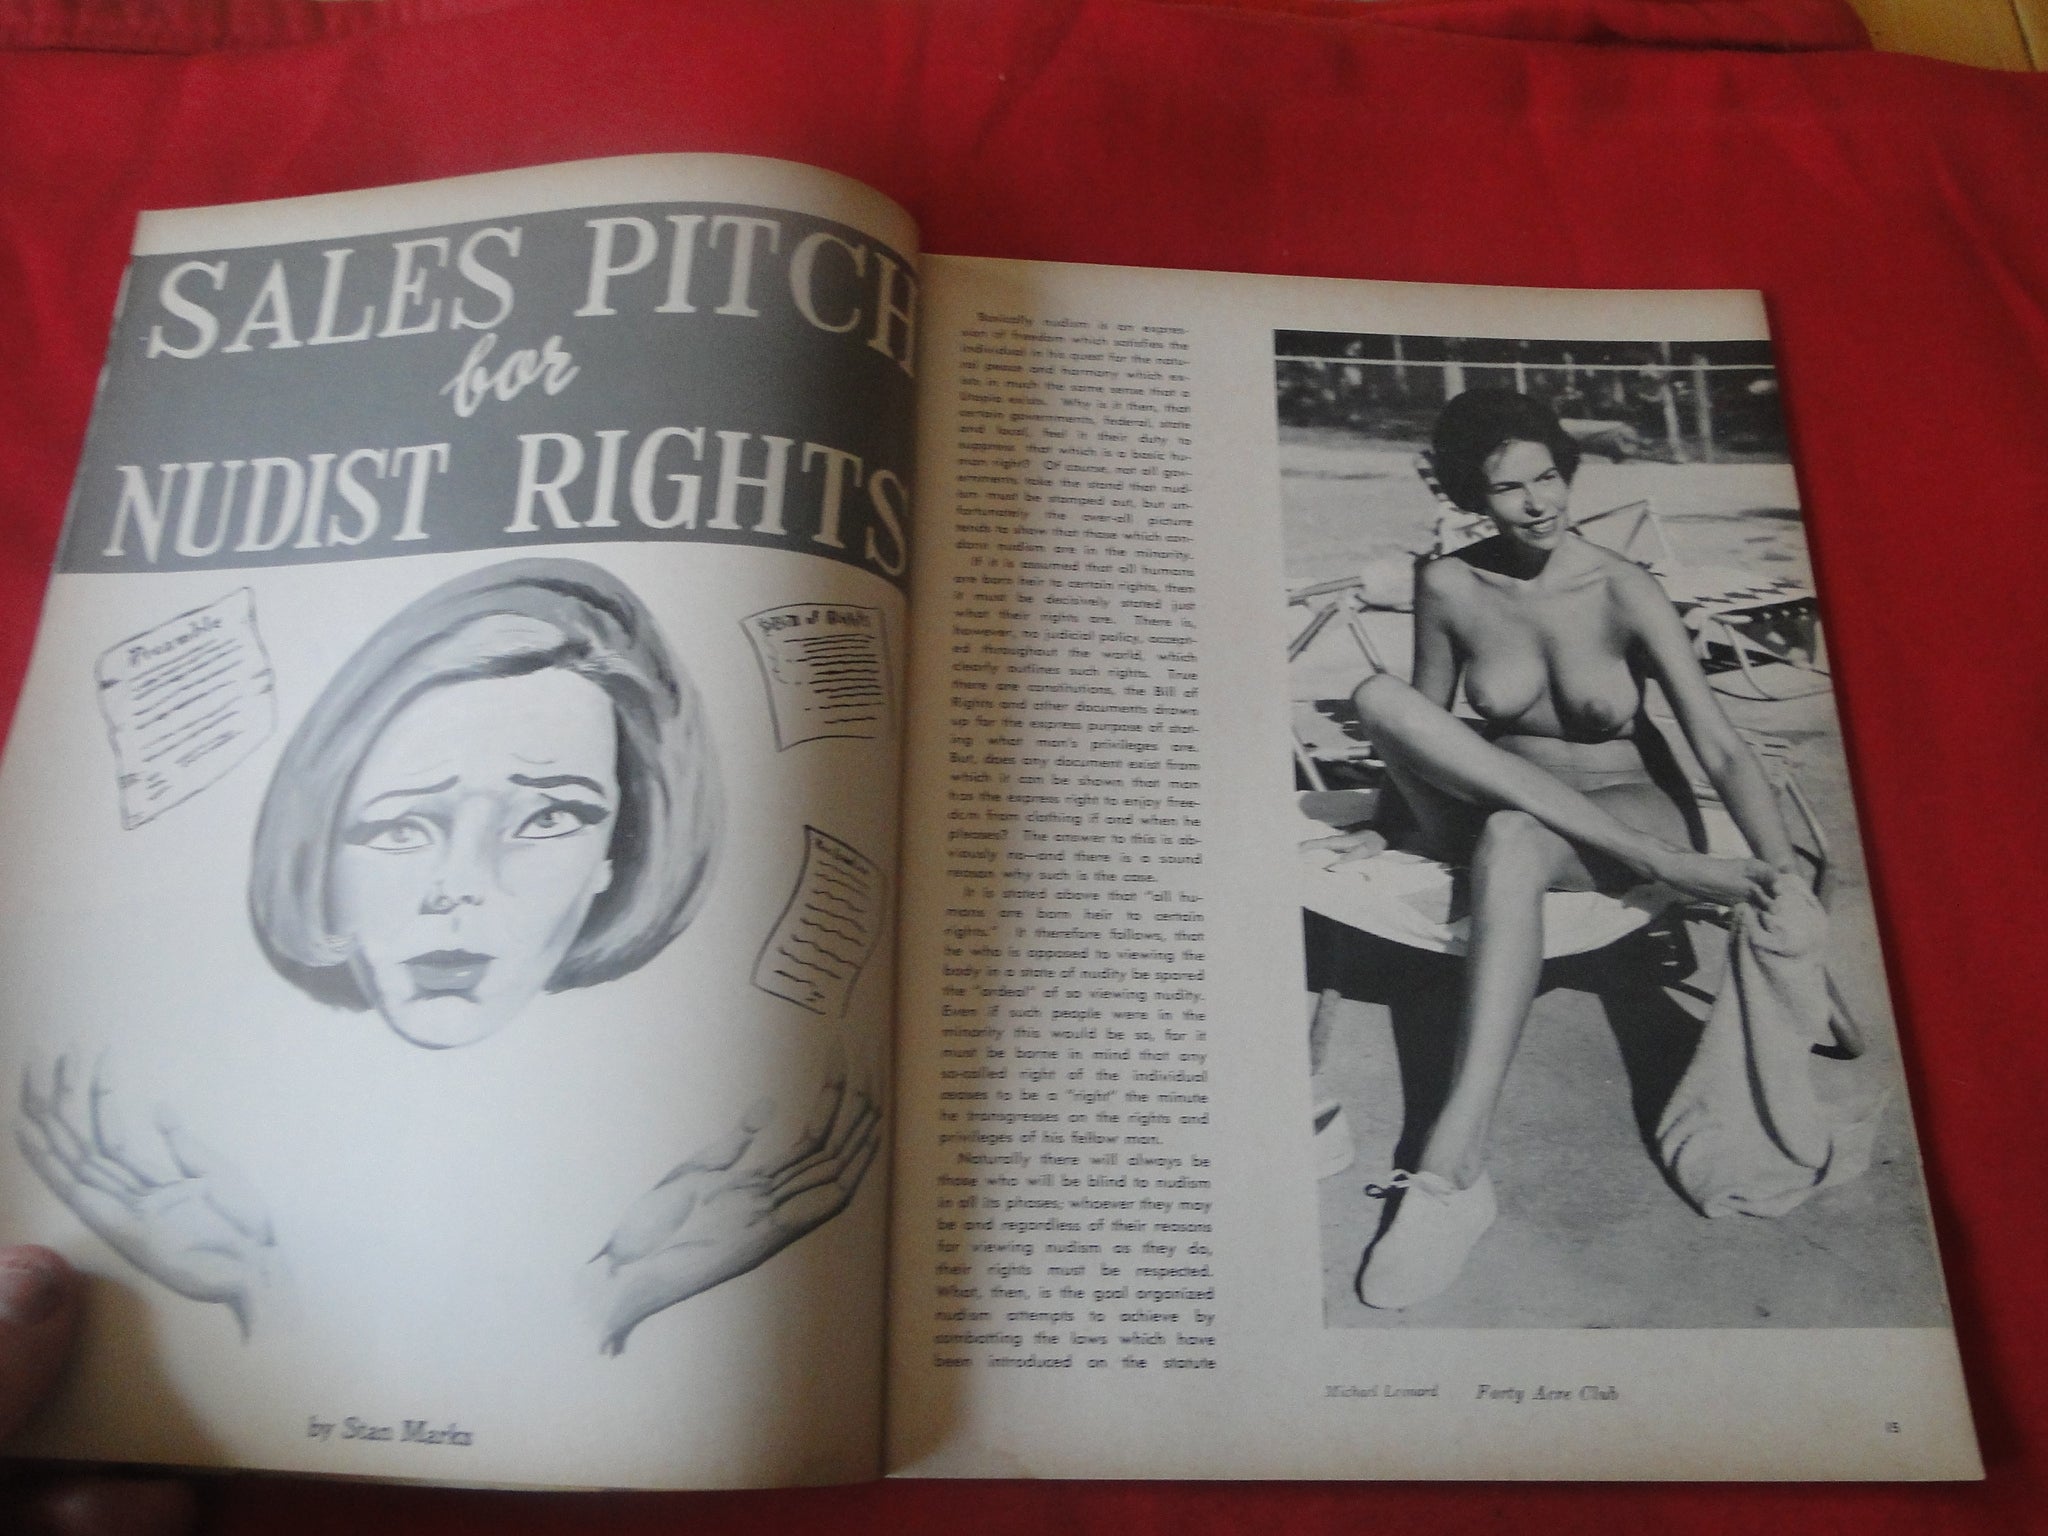 SALES PITCH
for
NUDIST RIGHTS
Preamble
Bill of Rights
by Stan Marks
Basically nudism is an expres-
sion of freedom which satisfies the
individual in his quest for the natu-
ral peace and harmony which ex-
ists in much the same sense that a
Utopia exists. Why is it then, that
certain governments, federal, state
and local, feel it their duty to
suppress that which is a basic hu-
man right? Of course, not all gov-
ernments take the stand that nud-
ism must be stamped out, but un-
fortunately the over-all picture
tends to show that those which con-
done nudism are in the minority.
If it is assumed that all humans
are born heir to certain rights, then
it must be decisively stated just
what their rights are. There is,
however, no judicial policy, accept-
ed throughout the world, which
clearly outlines such rights. True
there are constitutions, the Bill of
Rights and other documents drawn
up for the express purpose of stat-
ing what man's privileges are.
But, does any document exist from
which it can be shown that man
has the express right to enjoy free-
dom from clothing if and when he
pleases? The answer to this is ob-
viously no—and there is a sound
reason why such is the case.
It is stated above that "all hu-
mans are born heir to certain
rights." It therefore follows, that
he who is opposed to viewing the
body in a state of nudity be spared
the "ordeal" of so viewing nudity.
Even if such people were in the
minority this would be so, for it
must be borne in mind that any
so-called right of the individual
ceases to be a "right" the minute
he transgresses on the rights and
privileges of his fellow man.
Naturally there will always be
those who will be blind to nudism
in all its phases; whoever they may
be and regardless of their reasons
for viewing nudism as they do,
their rights must be respected.
What, then, is the goal organized
nudism attempts to achieve by
combatting the laws which have
been introduced on the statute
Michael Forty Acre Club
15